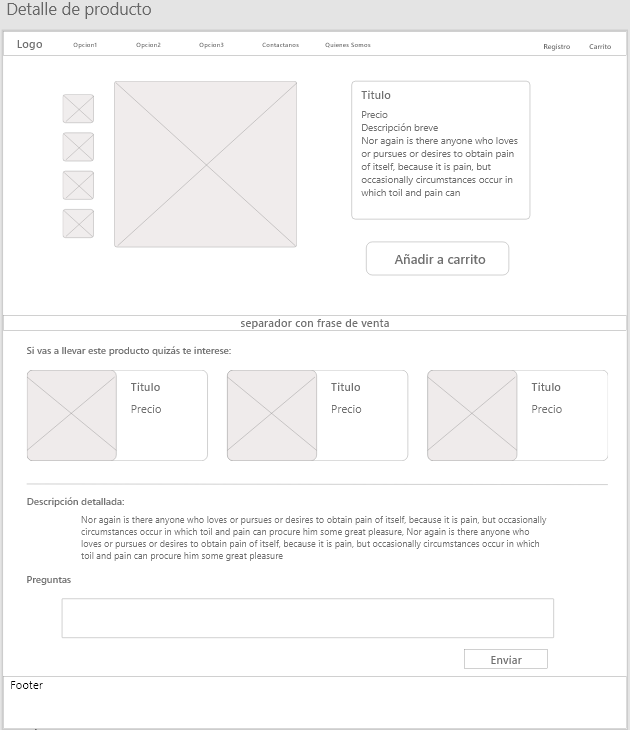 Detalle de producto
Logo Opcion1 Opcion2 Opcion3 Contactanos Quienes Somos Registro Carrito
Titulo
Precio
Descripción breve
Nor again is there anyone who loves
or pursues or desires to obtain pain
of itself, because it is pain, but
occasionally circumstances occur in
which toil and pain can
Añadir a carrito
separador con frase de venta
Si vas a llevar este producto quizás te interese:
Titulo
Precio
Titulo
Precio
Titulo
Precio
Descripción detallada:
Nor again is there anyone who loves or pursues or desires to obtain pain of itself, because it is pain, but occasionally
circumstances occur in which toil and pain can procure him some great pleasure, Nor again is there anyone who
loves or pursues or desires to obtain pain of itself, because it is pain, but occasionally circumstances occur in which
toil and pain can procure him some great pleasure
Preguntas
Enviar
Footer